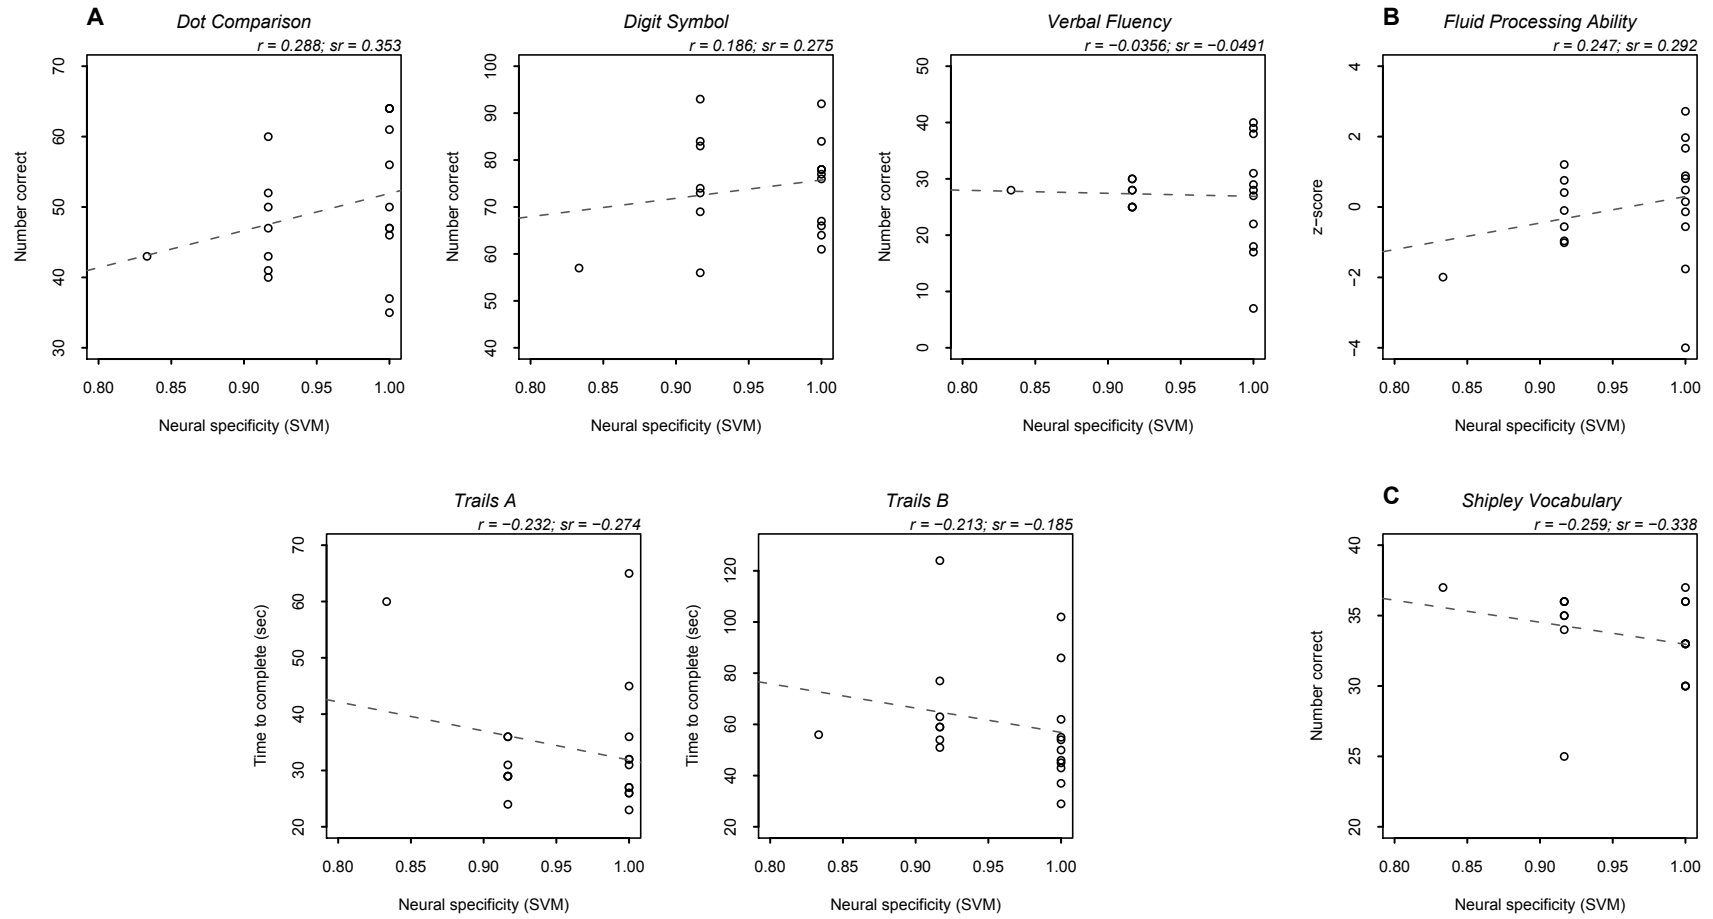 A
Dot Comparison
r = 0.288; sr = 0.353
Number correct
70
60
50
40
30
0.80 0.85 0.90 0.95 1.00
Neural specificity (SVM)
Digit Symbol
r = 0.186; sr = 0.275
Number correct
100
90
80
70
60
50
40
0.80 0.85 0.90 0.95 1.00
Neural specificity (SVM)
Verbal Fluency
r = −0.0356; sr = −0.0491
Number correct
50
40
30
20
10
0
0.80 0.85 0.90 0.95 1.00
Neural specificity (SVM)
B
Fluid Processing Ability
r = 0.247; sr = 0.292
z−score
4
2
0
−2
−4
0.80 0.85 0.90 0.95 1.00
Neural specificity (SVM)
Trails A
r = −0.232; sr = −0.274
Time to complete (sec)
70
60
50
40
30
20
0.80 0.85 0.90 0.95 1.00
Neural specificity (SVM)
Trails B
r = −0.213; sr = −0.185
Time to complete (sec)
120
100
80
60
40
20
0.80 0.85 0.90 0.95 1.00
Neural specificity (SVM)
C
Shipley Vocabulary
r = −0.259; sr = −0.338
Number correct
40
35
30
25
20
0.80 0.85 0.90 0.95 1.00
Neural specificity (SVM)